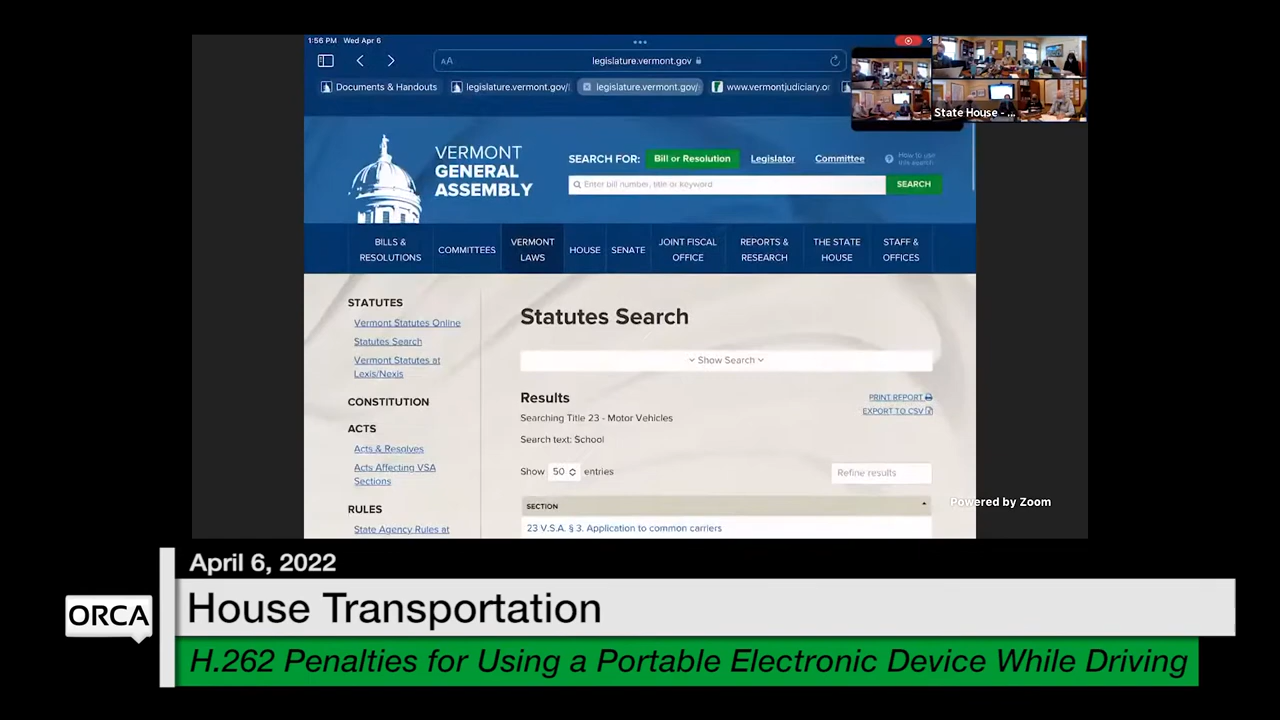 1:56 PM Wed Apr 6
AA
legislature.vermont.gov
Documents & Handouts
legislature.vermont.gov/
legislature.vermont.gov/
www.vermontjudiciary.or
State House - ...
VERMONT
GENERAL
ASSEMBLY
SEARCH FOR: Bill or Resolution Legislator Committee
How to use
this search
Enter bill number, title or keyword
SEARCH
BILLS &
RESOLUTIONS
COMMITTEES
VERMONT
LAWS
HOUSE
SENATE
JOINT FISCAL
OFFICE
REPORTS &
RESEARCH
THE STATE
HOUSE
STAFF &
OFFICES
STATUTES
Vermont Statutes Online
Statutes Search
Vermont Statutes at
Lexis/Nexis
CONSTITUTION
ACTS
Acts & Resolves
Acts Affecting VSA
Sections
RULES
State Agency Rules at
Statutes Search
Show Search
Results
PRINT REPORT
EXPORT TO CSV
Searching Title 23 - Motor Vehicles
Search text: School
Show 50 entries
Refine results
SECTION
23 V.S.A. § 3. Application to common carriers
Powered by Zoom
April 6, 2022
ORCA
House Transportation
H.262 Penalties for Using a Portable Electronic Device While Driving